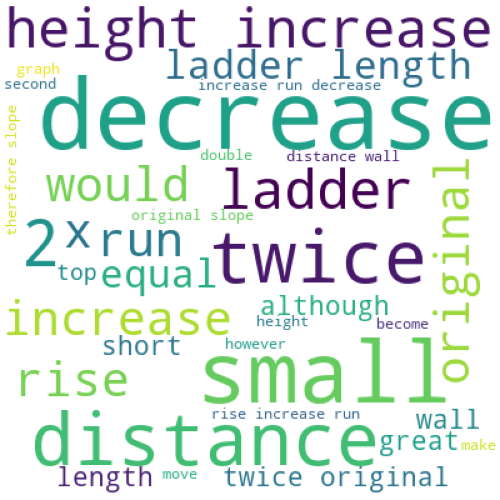 height increase
ladder length
graph
second
increase run decrease
decrease
therefore slope
double
distance wall
would
ladder
original
original slope
2
x
run
twice
top
equal
although
increase
height
become
short
however
small
rise
distance
rise increase run
wall
great
make
length
move
twice original